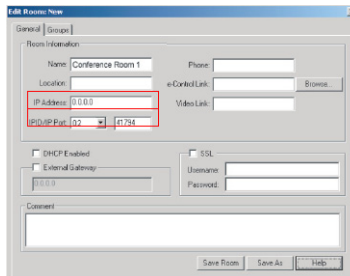 Edit Room: New
General Groups
Room Information
Name: Conference Room 1 Phone:
Location: e-Control Link: Browse...
IP Address: 0.0.0.0 Video Link:
IPID/IP Port: 02 41794
DHCP Enabled SSL
External Gateway Username:
0.0.0.0 Password:
Comment
Save Room Save As Help